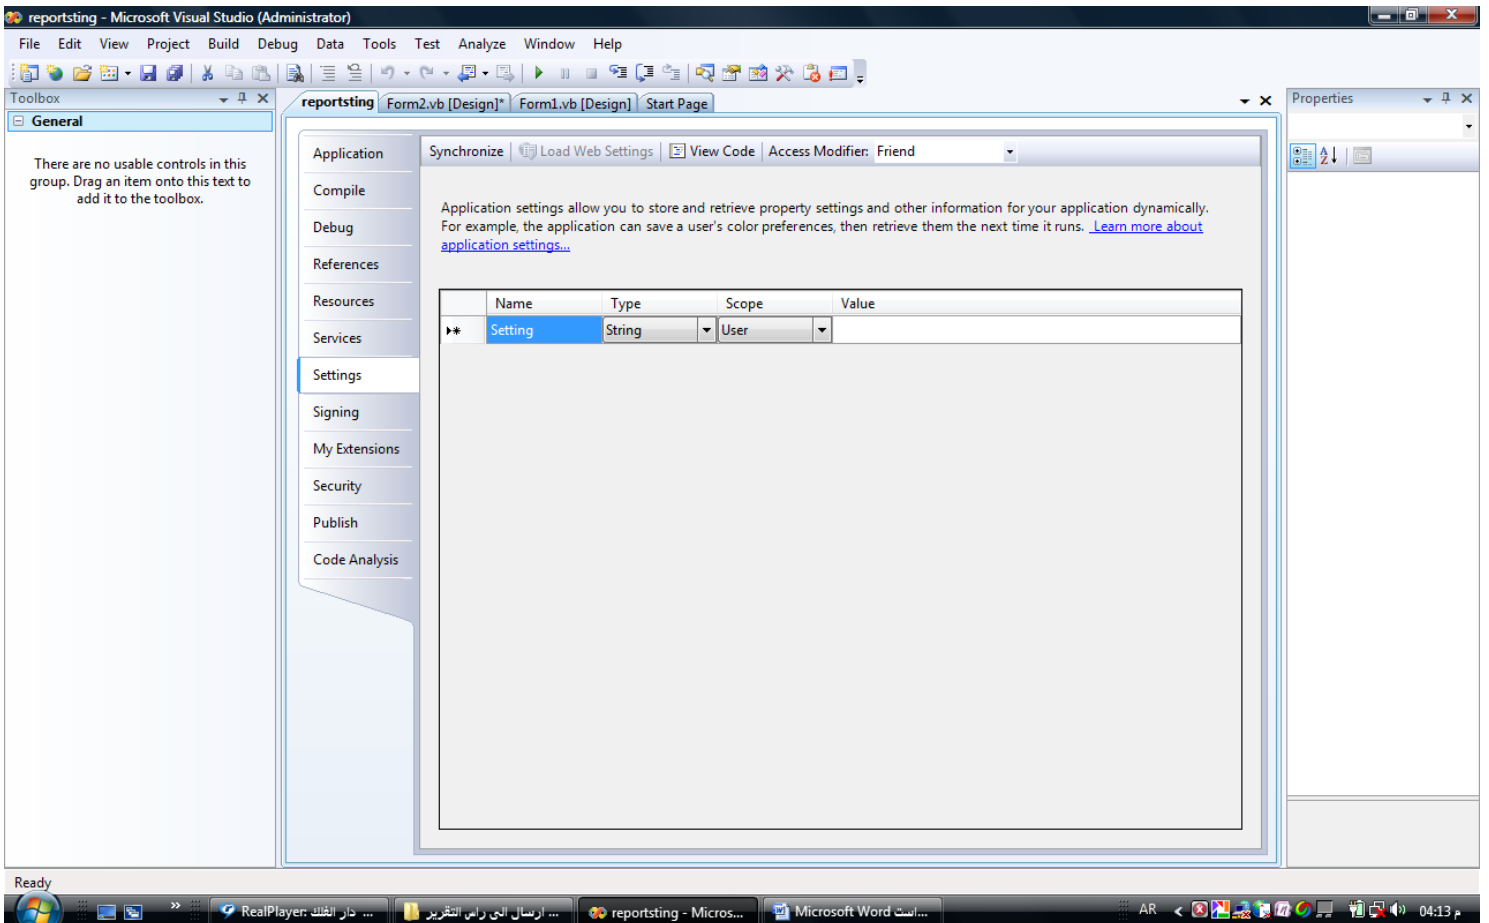 reportsting - Microsoft Visual Studio (Administrator)
File Edit View Project Build Debug Data Tools Test Analyze Window Help
Toolbox
General
There are no usable controls in this
group. Drag an item onto this text to
add it to the toolbox.
reportsting Form2.vb [Design]* Form1.vb [Design] Start Page
Application
Compile
Debug
References
Resources
Services
Settings
Signing
My Extensions
Security
Publish
Code Analysis
Synchronize Load Web Settings View Code Access Modifier: Friend
Application settings allow you to store and retrieve property settings and other information for your application dynamically.
For example, the application can save a user's color preferences, then retrieve them the next time it runs. Learn more about
application settings...
Name Type Scope Value
Setting String User
Properties
Ready
RealPlayer: دار الفلك ...
ارسال الى راس التقرير ...
reportsting - Micros...
Microsoft Word است...
AR
04:13 م